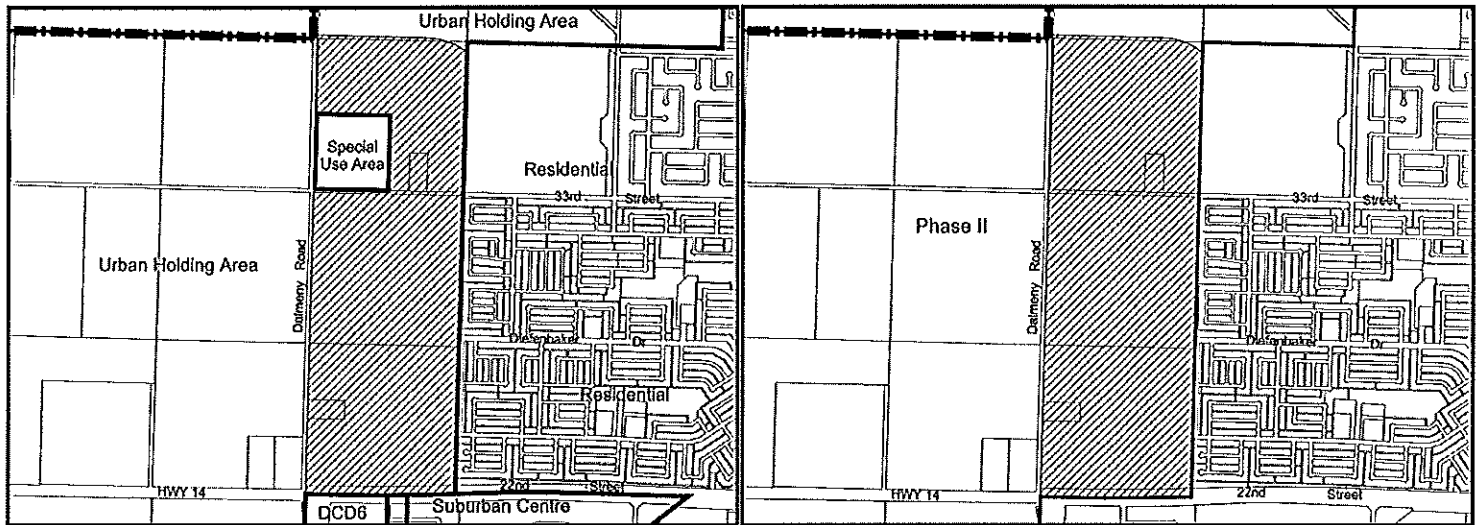 Urban Holding Area
Special
Use Area
Residential
33rd Street
Urban Holding Area
Dalmeny Road
Diefenbaker Dr
Residential
HWY 14
22nd Street
DCD6
Suburban Centre
33rd Street
Phase II
Dalmeny Road
Diefenbaker Dr
HWY 14
22nd Street